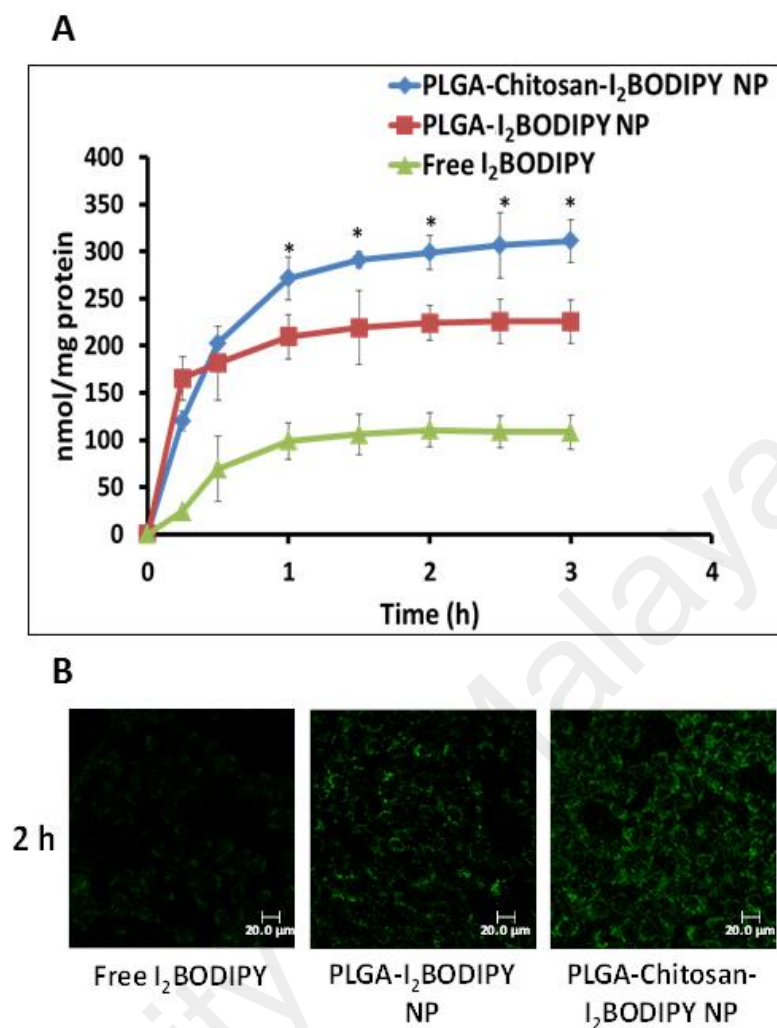 A
PLGA-Chitosan-I₂BODIPY NP
PLGA-I₂BODIPY NP
Free I₂BODIPY
400
350
300
250
200
150
100
50
0
nmol/mg protein
* * * * *
0 1 2 3 4
Time (h)
B
2 h
20.0 µm 20.0 µm 20.0 µm
Free I₂BODIPY
PLGA-I₂BODIPY
NP
PLGA-Chitosan-
I₂BODIPY NP
Malaya